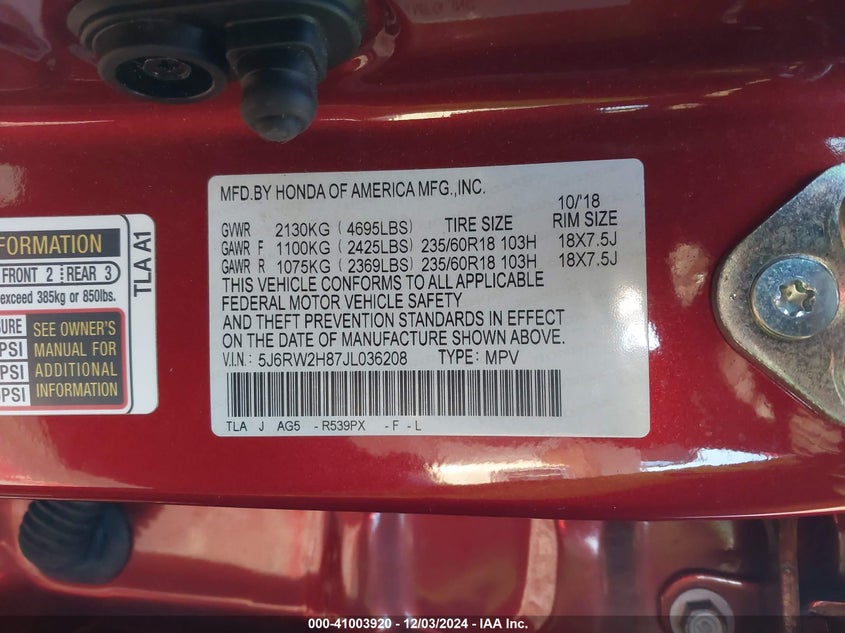 MFD.BY HONDA OF AMERICA MFG.,INC.
10/'18
GVWR 2130KG ( 4695LBS) TIRE SIZE RIM SIZE
GAWR F 1100KG ( 2425LBS) 235/60R18 103H 18X7.5J
GAWR R 1075KG ( 2369LBS) 235/60R18 103H 18X7.5J
THIS VEHICLE CONFORMS TO ALL APPLICABLE
FEDERAL MOTOR VEHICLE SAFETY
AND THEFT PREVENTION STANDARDS IN EFFECT
ON THE DATE OF MANUFACTURE SHOWN ABOVE.
V.I.N.: 5J6RW2H87JL036208 TYPE: MPV
TLA J AG5 -R539PX -F -L
FRONT 2 REAR 3
exceed 385kg or 850lbs.
TLA A1
SEE OWNER'S
MANUAL FOR
ADDITIONAL
INFORMATION
PSI
PSI
000-41003920 - 12/03/2024 - IAA Inc.